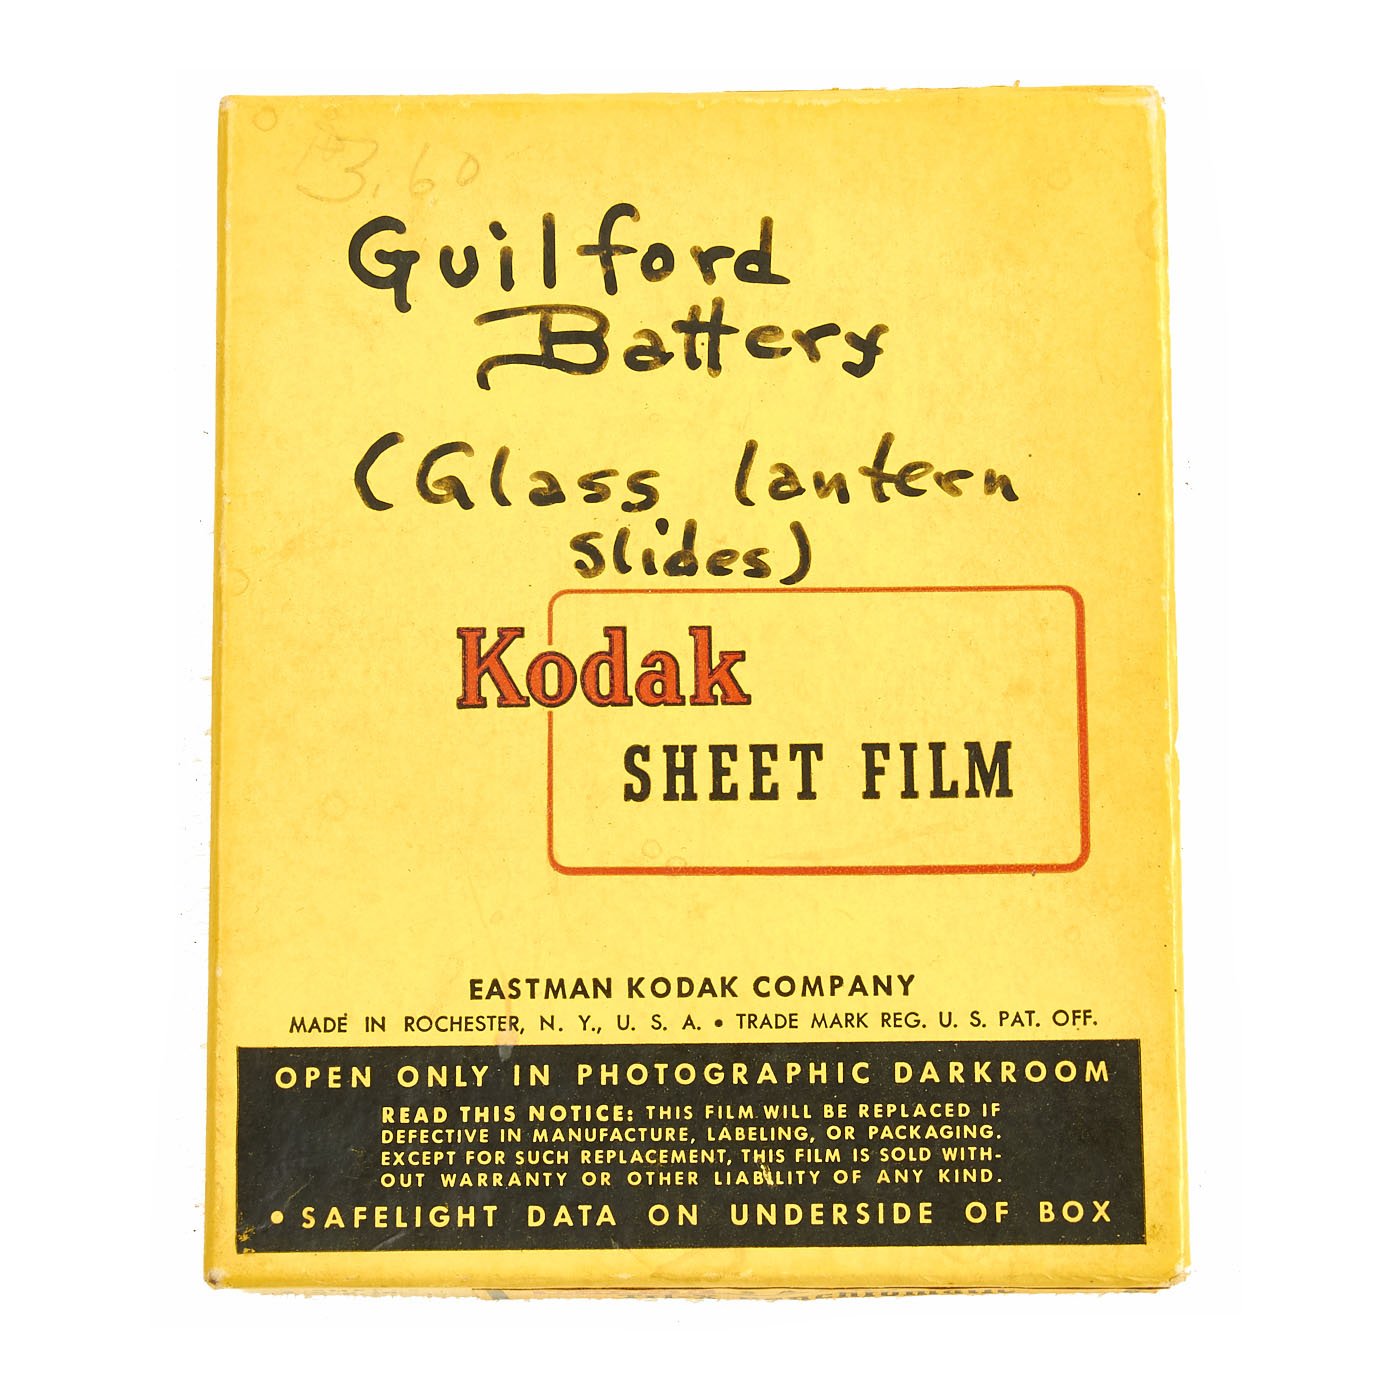 3.60
Guilford
Battery
(Glass lantern
slides)
Kodak
SHEET FILM
EASTMAN KODAK COMPANY
MADE IN ROCHESTER, N. Y., U. S. A. • TRADE MARK REG. U. S. PAT. OFF.
OPEN ONLY IN PHOTOGRAPHIC DARKROOM
READ THIS NOTICE: THIS FILM WILL BE REPLACED IF
DEFECTIVE IN MANUFACTURE, LABELING, OR PACKAGING.
EXCEPT FOR SUCH REPLACEMENT, THIS FILM IS SOLD WITH-
OUT WARRANTY OR OTHER LIABILITY OF ANY KIND.
• SAFELIGHT DATA ON UNDERSIDE OF BOX